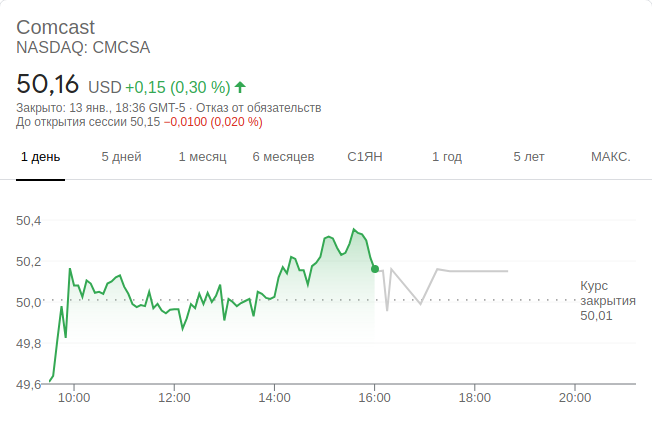 Comcast
NASDAQ: CMCSA
50,16 USD +0,15 (0,30 %)
Закрыто: 13 янв., 18:36 GMT-5 · Отказ от обязательств
До открытия сессии 50,15 −0,0100 (0,020 %)
1 день 5 дней 1 месяц 6 месяцев С1ЯН 1 год 5 лет МАКС.
50,4
50,2
50,0
49,8
49,6
Курс
закрытия
50,01
10:00 12:00 14:00 16:00 18:00 20:00